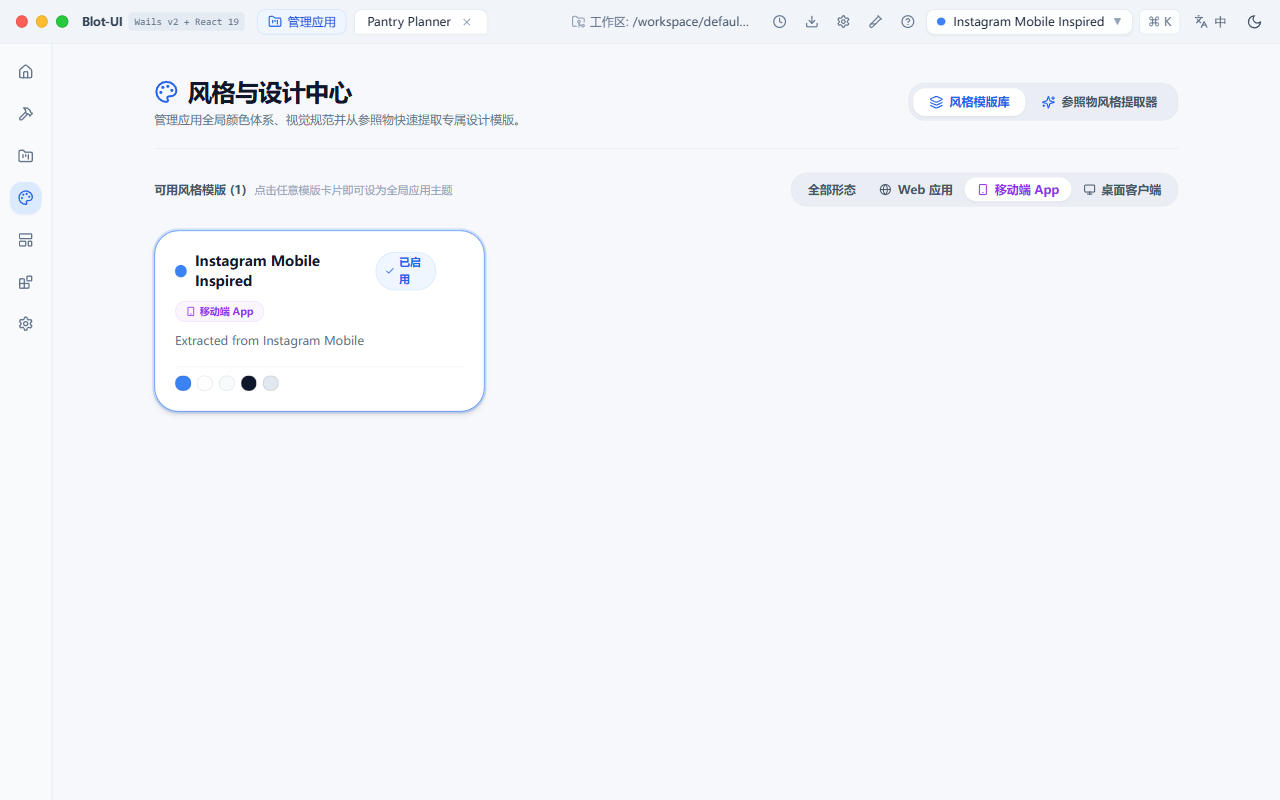 Blot-UI
Wails v2 + React 19
管理应用
Pantry Planner
工作区: /workspace/defaul...
Instagram Mobile Inspired
⌘ K
中
风格与设计中心
管理应用全局颜色体系、视觉规范并从参照物快速提取专属设计模版。
风格模版库
参照物风格提取器
可用风格模版 (1)
点击任意模版卡片即可设为全局应用主题
全部形态
Web 应用
移动端 App
桌面客户端
Instagram Mobile
Inspired
已启
用
移动端 App
Extracted from Instagram Mobile